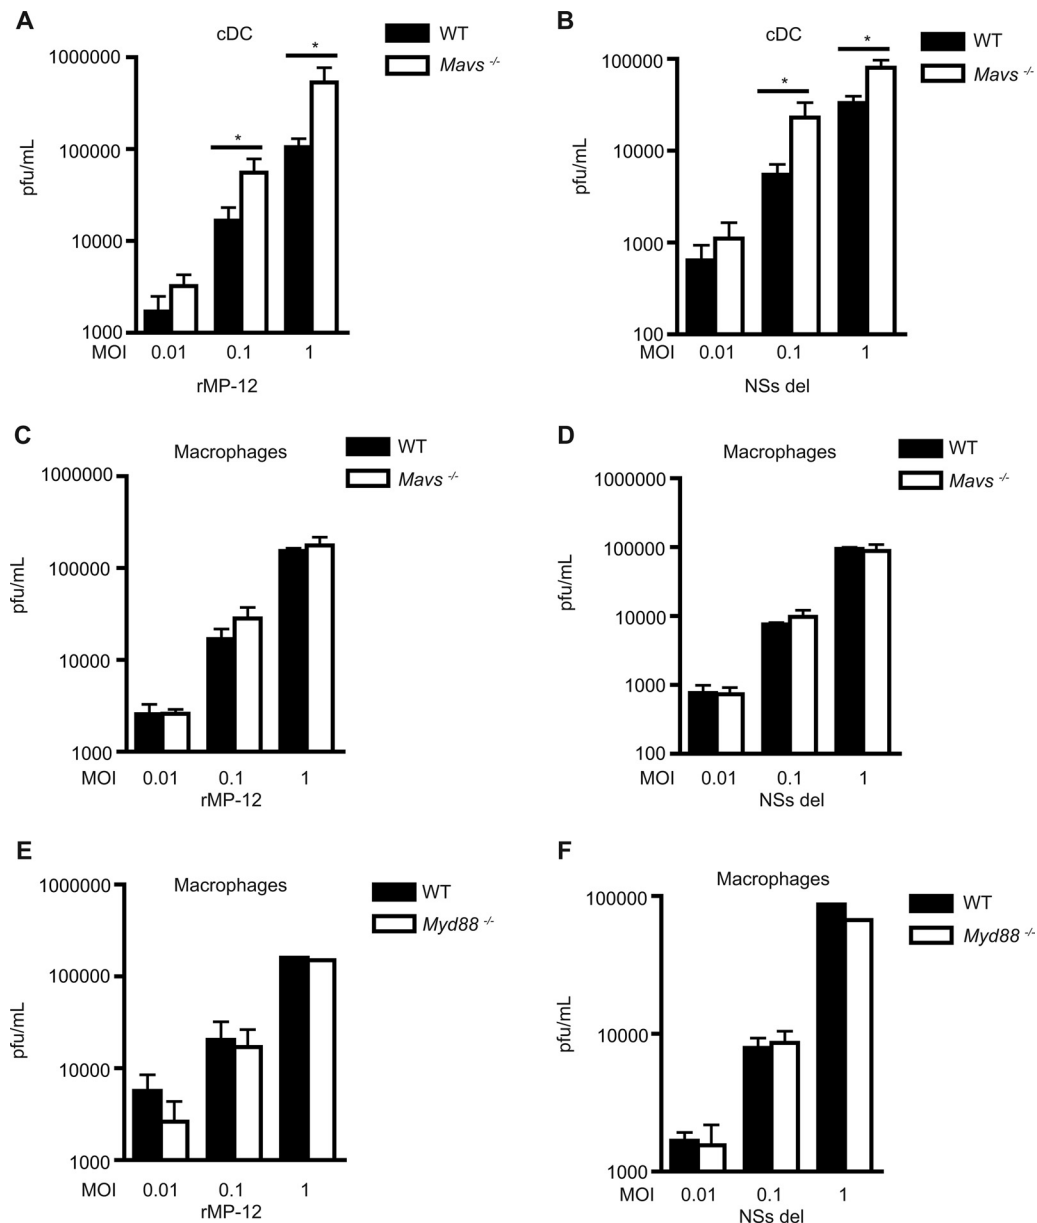 A
cDC
WT
Mavs -/-
pfu/mL
1000000
100000
10000
1000
*
*
MOI 0.01 0.1 1
rMP-12
B
cDC
WT
Mavs -/-
pfu/mL
100000
10000
1000
100
*
*
MOI 0.01 0.1 1
NSs del
C
Macrophages
WT
Mavs -/-
pfu/mL
1000000
100000
10000
1000
MOI 0.01 0.1 1
rMP-12
D
Macrophages
WT
Mavs -/-
pfu/mL
1000000
100000
10000
1000
100
MOI 0.01 0.1 1
NSs del
E
Macrophages
WT
Myd88 -/-
pfu/mL
1000000
100000
10000
1000
MOI 0.01 0.1 1
rMP-12
F
Macrophages
WT
Myd88 -/-
pfu/mL
100000
10000
1000
MOI 0.01 0.1 1
NSs del